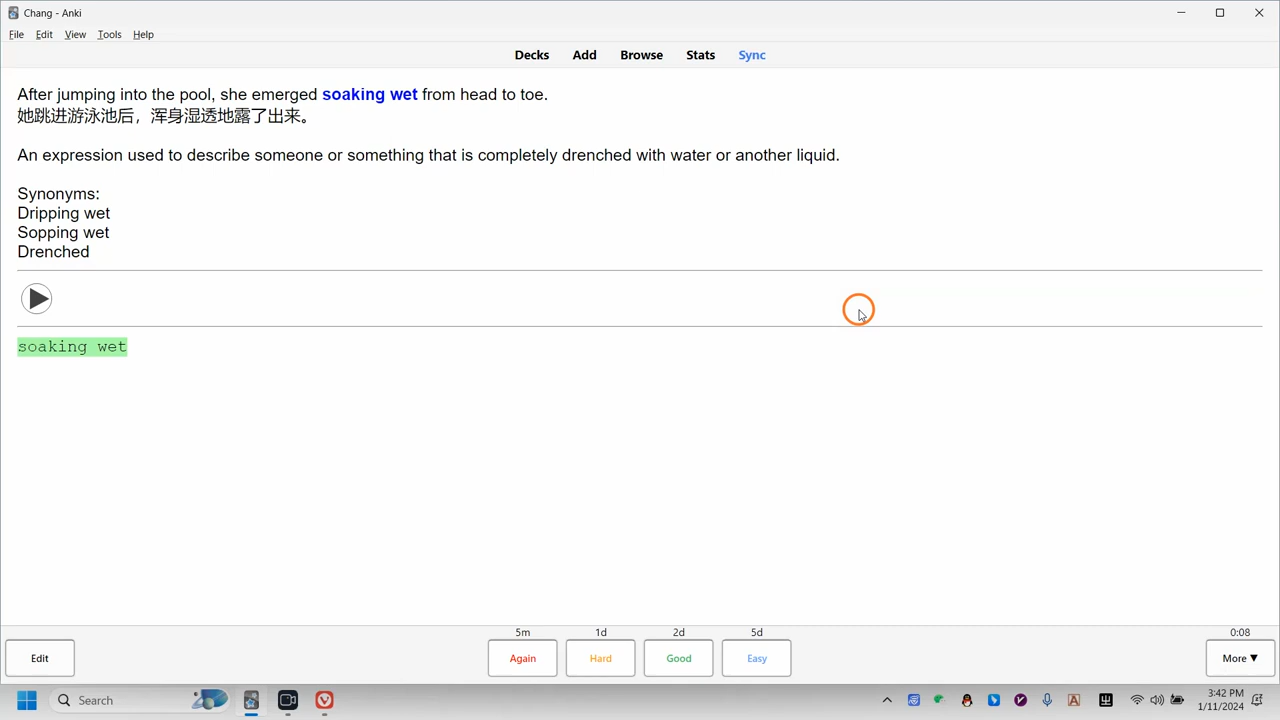 Chang - Anki
File Edit View Tools Help
Decks Add Browse Stats Sync
After jumping into the pool, she emerged soaking wet from head to toe.
她跳进游泳池后，浑身湿透地露了出来。
An expression used to describe someone or something that is completely drenched with water or another liquid.
Synonyms:
Dripping wet
Sopping wet
Drenched
soaking wet
5m 1d 2d 5d 0:08
Edit Again Hard Good Easy More
Search
3:42 PM
1/11/2024